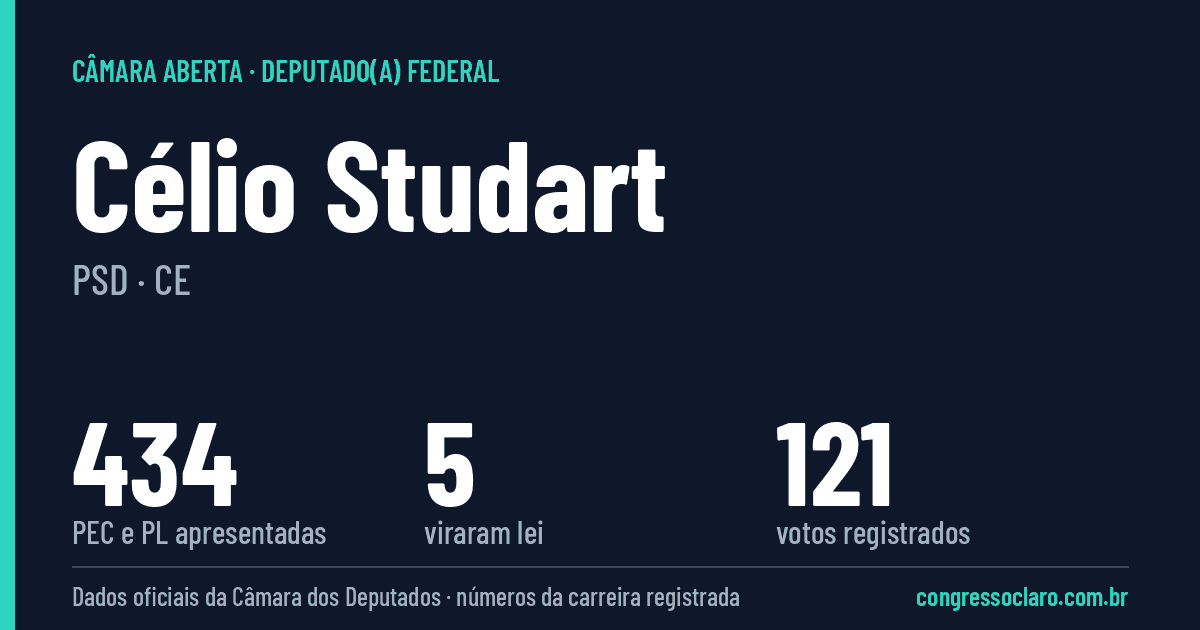 CÂMARA ABERTA · DEPUTADO(A) FEDERAL
Célio Studart
PSD · CE
434 5 121
PEC e PL apresentadas viraram lei votos registrados
Dados oficiais da Câmara dos Deputados · números da carreira registrada congressoclaro.com.br